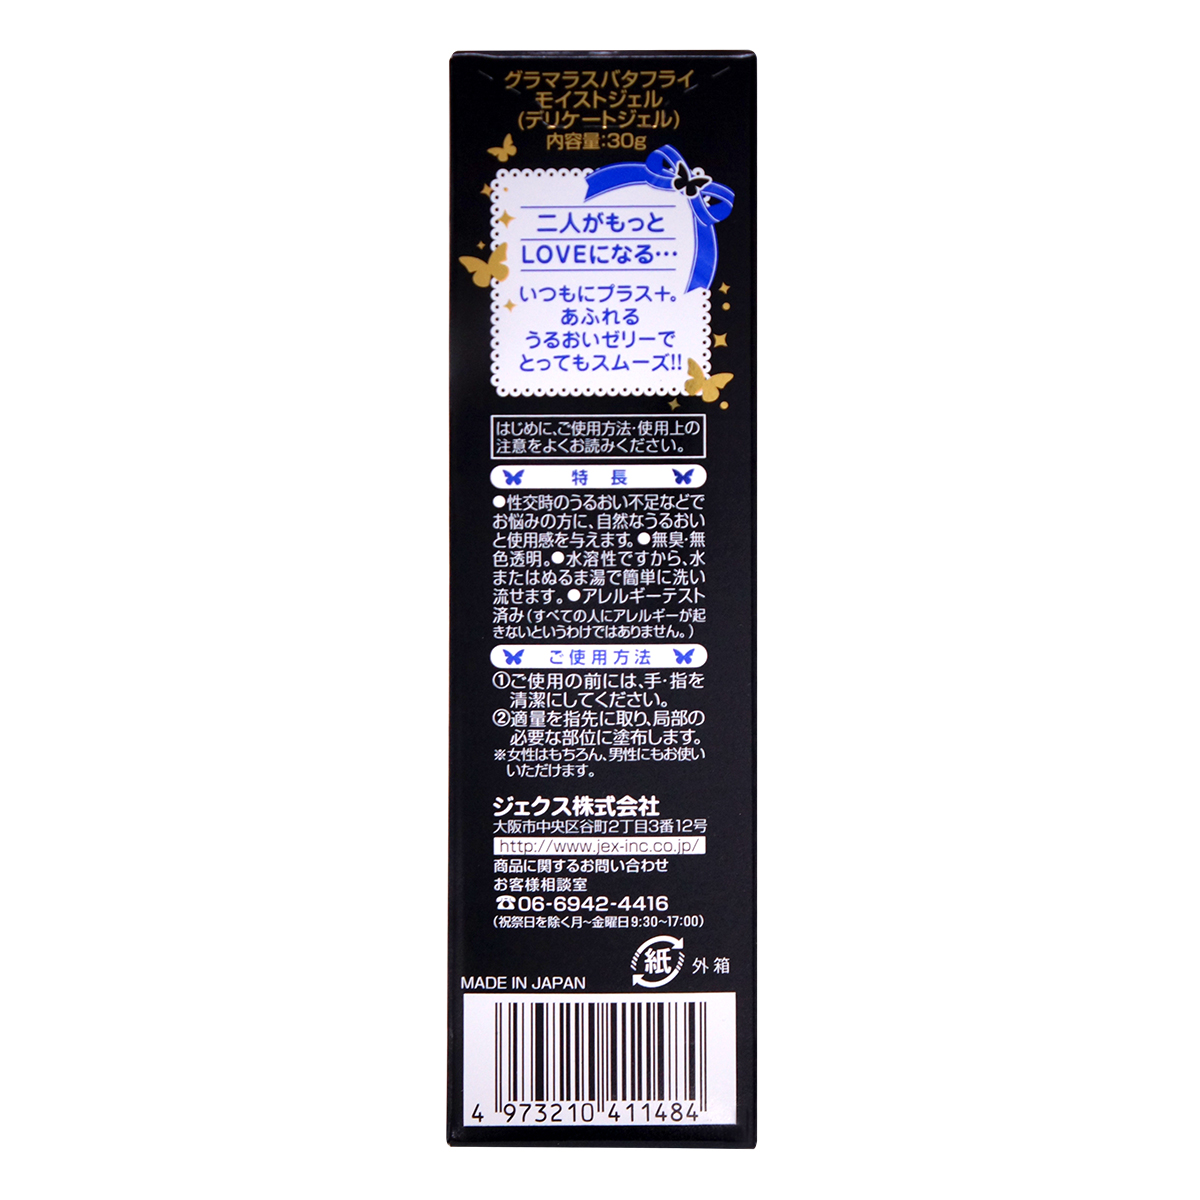 グラマラスバタフライ
モイストジェル
(デリケートジェル)
内容量:30g
二人がもっと
LOVEになる…
いつもにプラス＋。
あふれる
うるおいゼリーで
とってもスムーズ!!
はじめに、ご使用方法・使用上の
注意をよくお読みください。
特長
●性交時のうるおい不足などで
お悩みの方に、自然なうるおい
と使用感を与えます。●無臭・無
色透明。●水溶性ですから、水
またはぬるま湯で簡単に洗い
流せます。●アレルギーテスト
済み(すべての人にアレルギーが起
きないというわけではありません。)
ご使用方法
①ご使用の前には、手・指を
清潔にしてください。
②適量を指先に取り、局部の
必要な部位に塗布します。
※女性はもちろん、男性にもお使い
いただけます。
ジェクス株式会社
大阪市中央区谷町2丁目3番12号
http://www.jex-inc.co.jp/
商品に関するお問い合わせ
お客様相談室
☎06-6942-4416
(祝祭日を除く月〜金曜日9:30〜17:00)
紙 外箱
MADE IN JAPAN
4 973210 411484